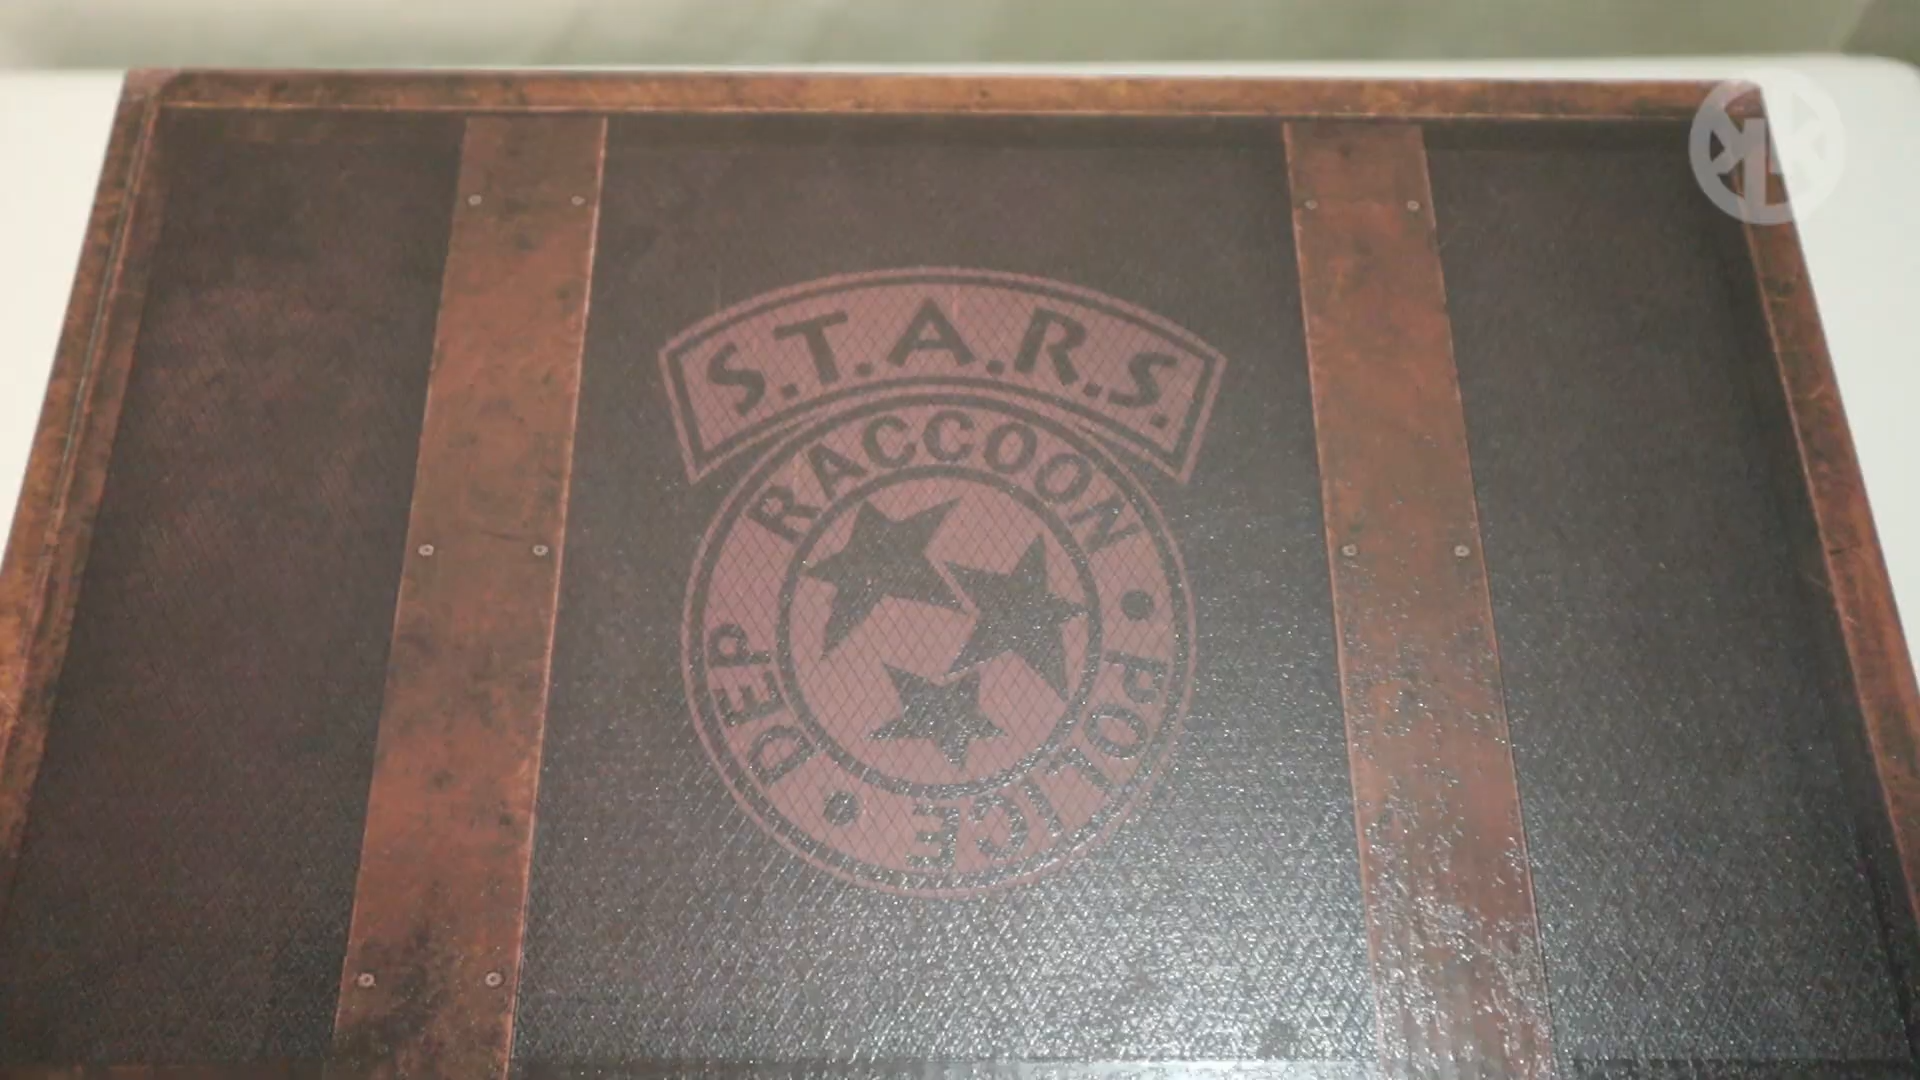 S.T.A.R.S.
RACCOON • POLICE • DEP